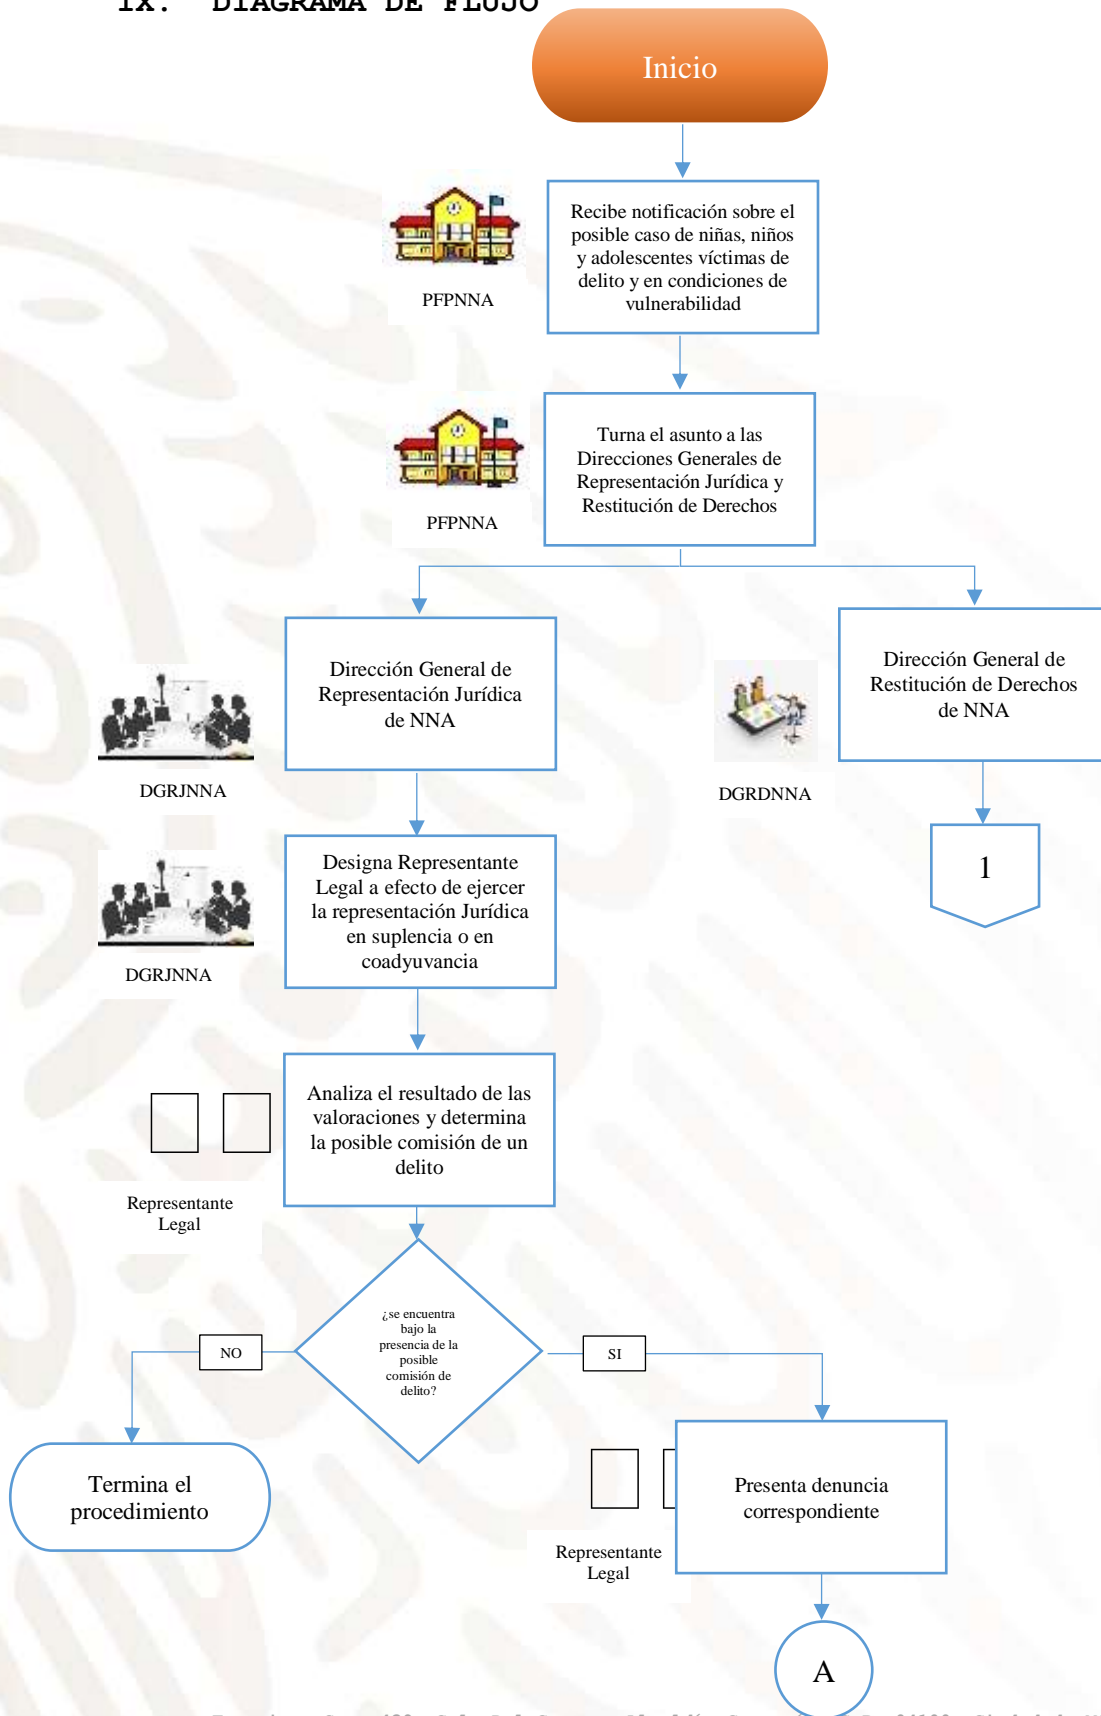 IX. DIAGRAMA DE FLUJO
Inicio
Recibe notificación sobre el
posible caso de niñas, niños
y adolescentes víctimas de
delito y en condiciones de
vulnerabilidad
PFPNNA
Turna el asunto a las
Direcciones Generales de
Representación Jurídica y
Restitución de Derechos
PFPNNA
Dirección General de
Representación Jurídica
de NNA
DGRJNNA
Dirección General de
Restitución de Derechos
de NNA
DGRDNNA
1
Designa Representante
Legal a efecto de ejercer
la representación Jurídica
en suplencia o en
coadyuvancia
DGRJNNA
Analiza el resultado de las
valoraciones y determina
la posible comisión de un
delito
Representante
Legal
¿se encuentra
bajo la
presencia de la
posible
comisión de
delito?
NO
SI
Termina el
procedimiento
Presenta denuncia
correspondiente
Representante
Legal
A